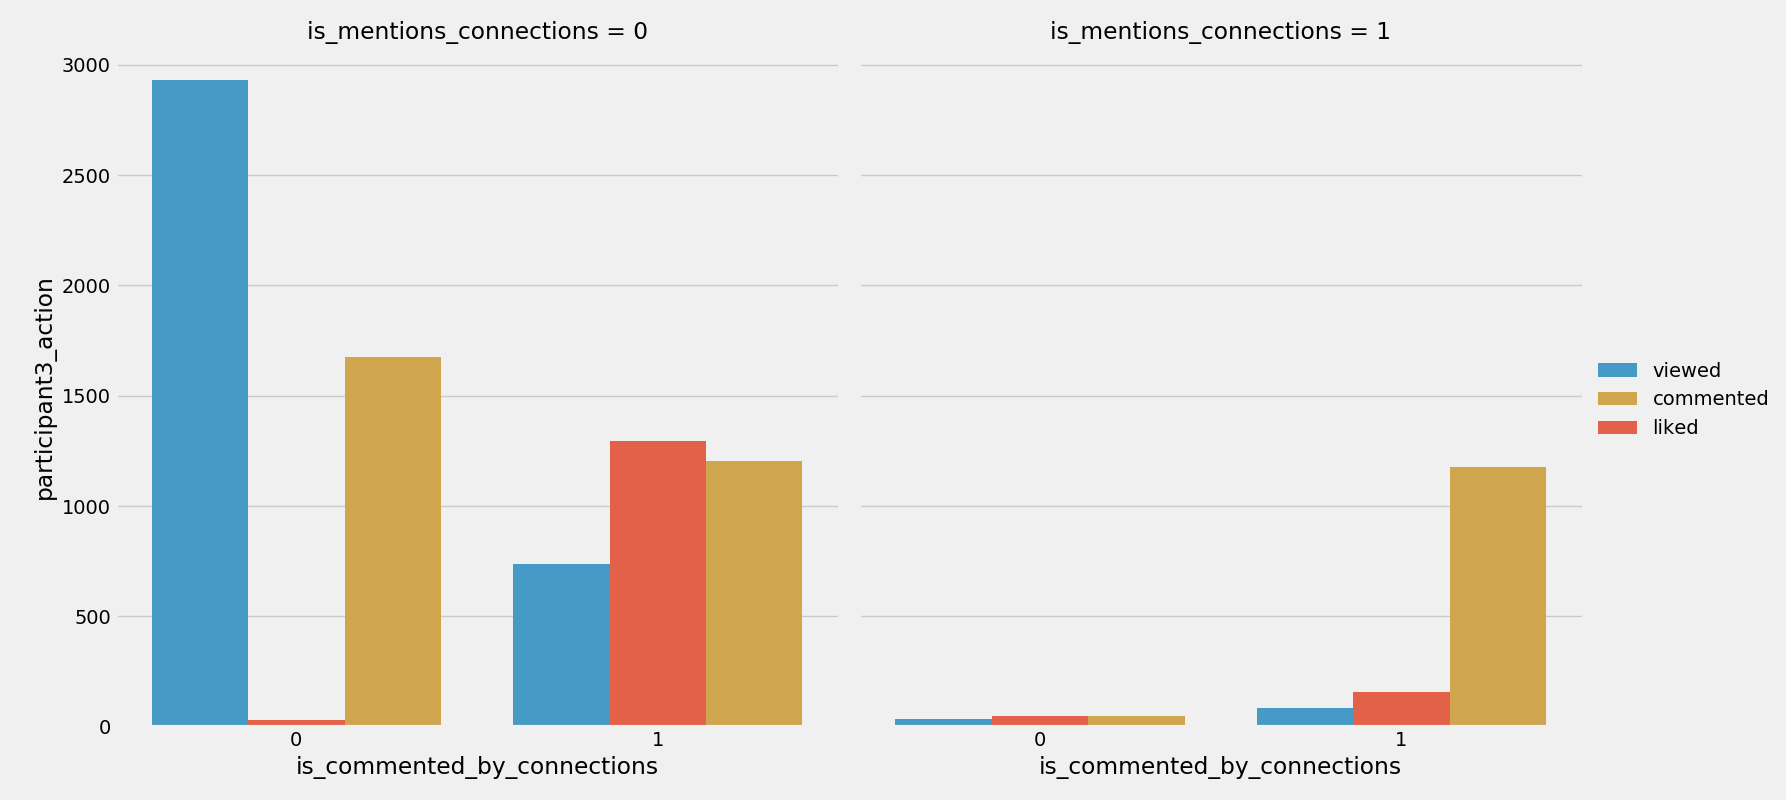 is_mentions_connections = 0
is_mentions_connections = 1
participant3_action
3000
2500
2000
1500
1000
500
0
0
1
0
1
is_commented_by_connections
is_commented_by_connections
viewed
commented
liked